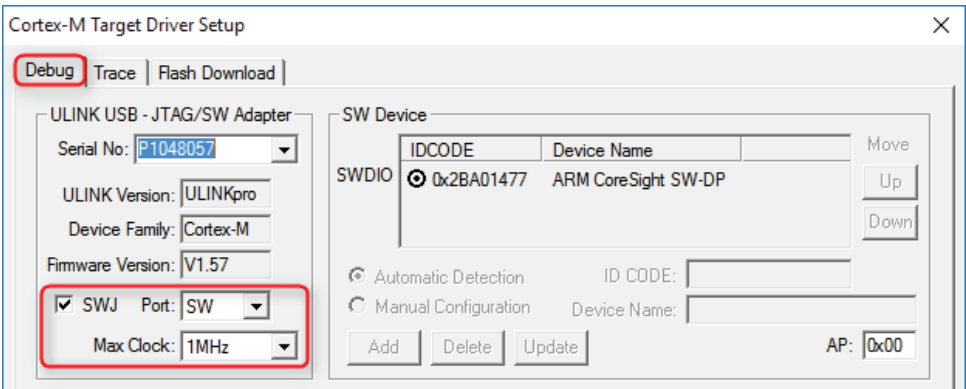 Cortex-M Target Driver Setup
Debug Trace Flash Download
ULINK USB - JTAG/SW Adapter
Serial No: P1048057
ULINK Version: ULINKpro
Device Family: Cortex-M
Firmware Version: V1.57
SWJ Port: SW
Max Clock: 1MHz
SW Device
IDCODE Device Name
SWDIO 0x2BA01477 ARM CoreSight SW-DP
Move
Up
Down
Automatic Detection ID CODE:
Manual Configuration Device Name:
Add Delete Update AP: 0x00